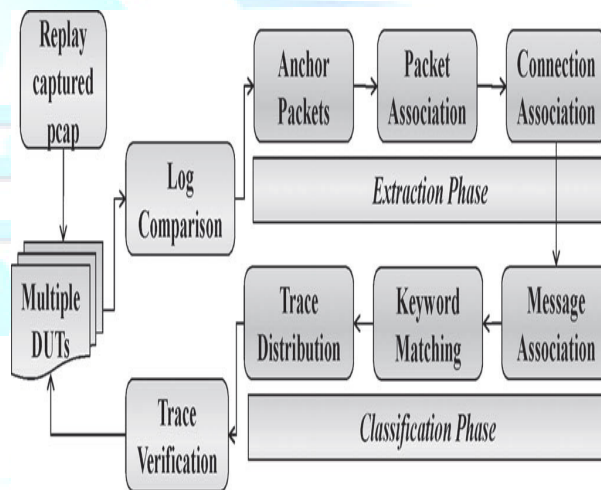 Replay
captured
pcap
Multiple
DUTs
Log
Comparison
Anchor
Packets
Packet
Association
Connection
Association
Extraction Phase
Message
Association
Keyword
Matching
Trace
Distribution
Classification Phase
Trace
Verification